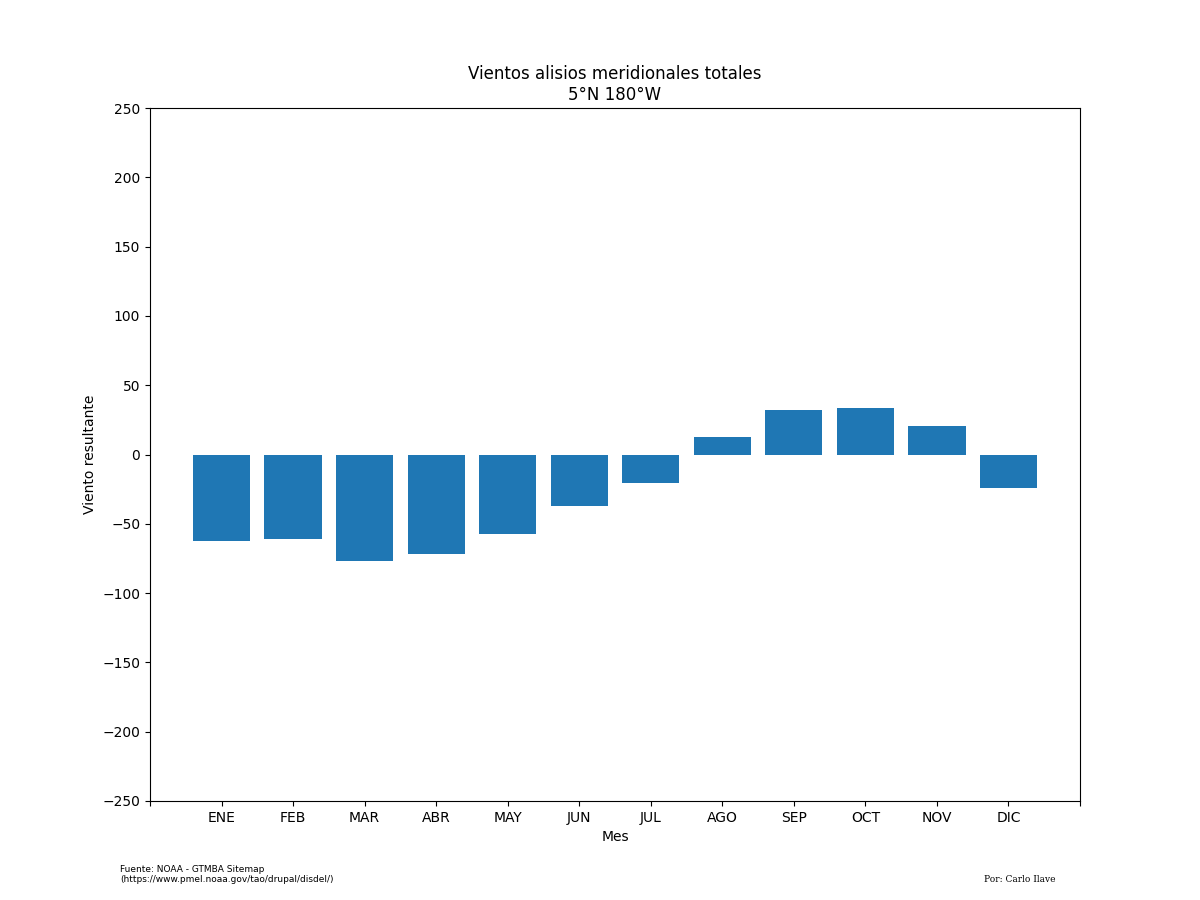 Vientos alisios meridionales totales
5°N 180°W
250
200
150
100
50
0
−50
−100
−150
−200
−250
Viento resultante
ENE FEB MAR ABR MAY JUN JUL AGO SEP OCT NOV DIC
Mes
Fuente: NOAA - GTMBA Sitemap
(https://www.pmel.noaa.gov/tao/drupal/disdel/)
Por: Carlo Ilave